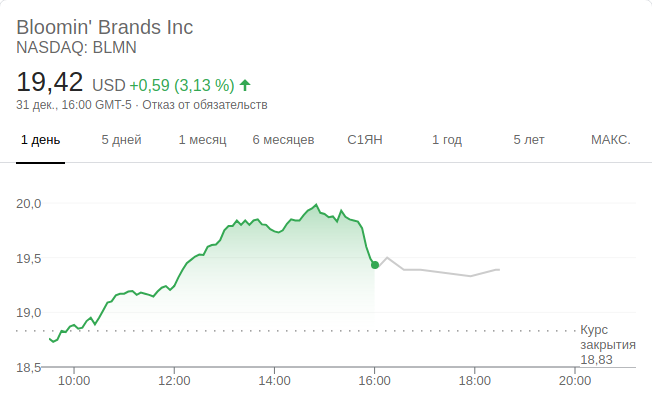 Bloomin' Brands Inc
NASDAQ: BLMN
19,42 USD +0,59 (3,13 %)
31 дек., 16:00 GMT-5 · Отказ от обязательств
1 день 5 дней 1 месяц 6 месяцев С1ЯН 1 год 5 лет МАКС.
20,0
19,5
19,0
Курс
закрытия
18,83
18,5
10:00 12:00 14:00 16:00 18:00 20:00